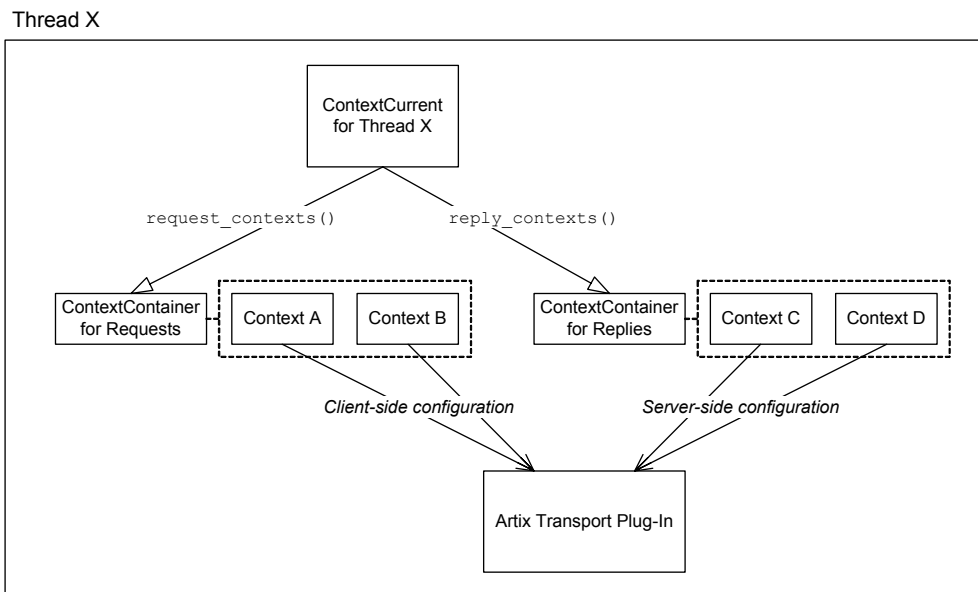 Thread X
ContextCurrent
for Thread X
request_contexts()
reply_contexts()
ContextContainer
for Requests
Context A
Context B
ContextContainer
for Replies
Context C
Context D
Client-side configuration
Server-side configuration
Artix Transport Plug-In